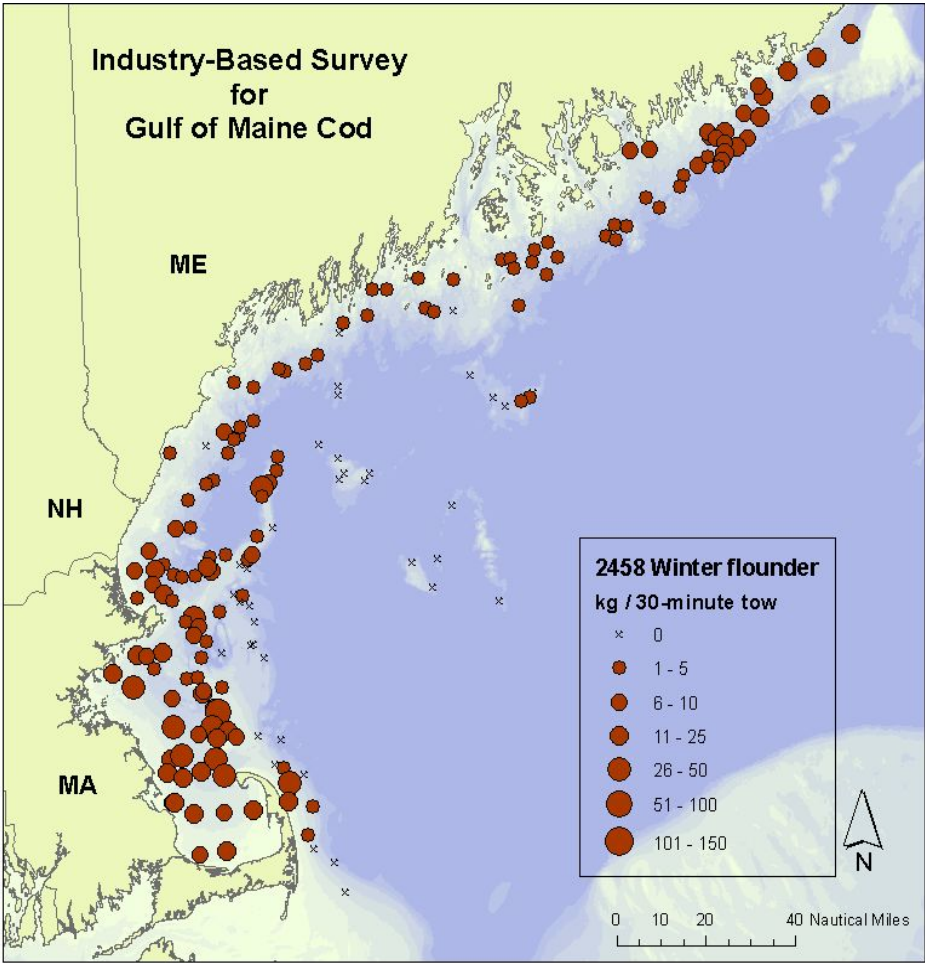 Industry-Based Survey
for
Gulf of Maine Cod
ME
NH
MA
2458 Winter flounder
kg / 30-minute tow
0
1 - 5
6 - 10
11 - 25
26 - 50
51 - 100
101 - 150
N
0 10 20 40 Nautical Miles